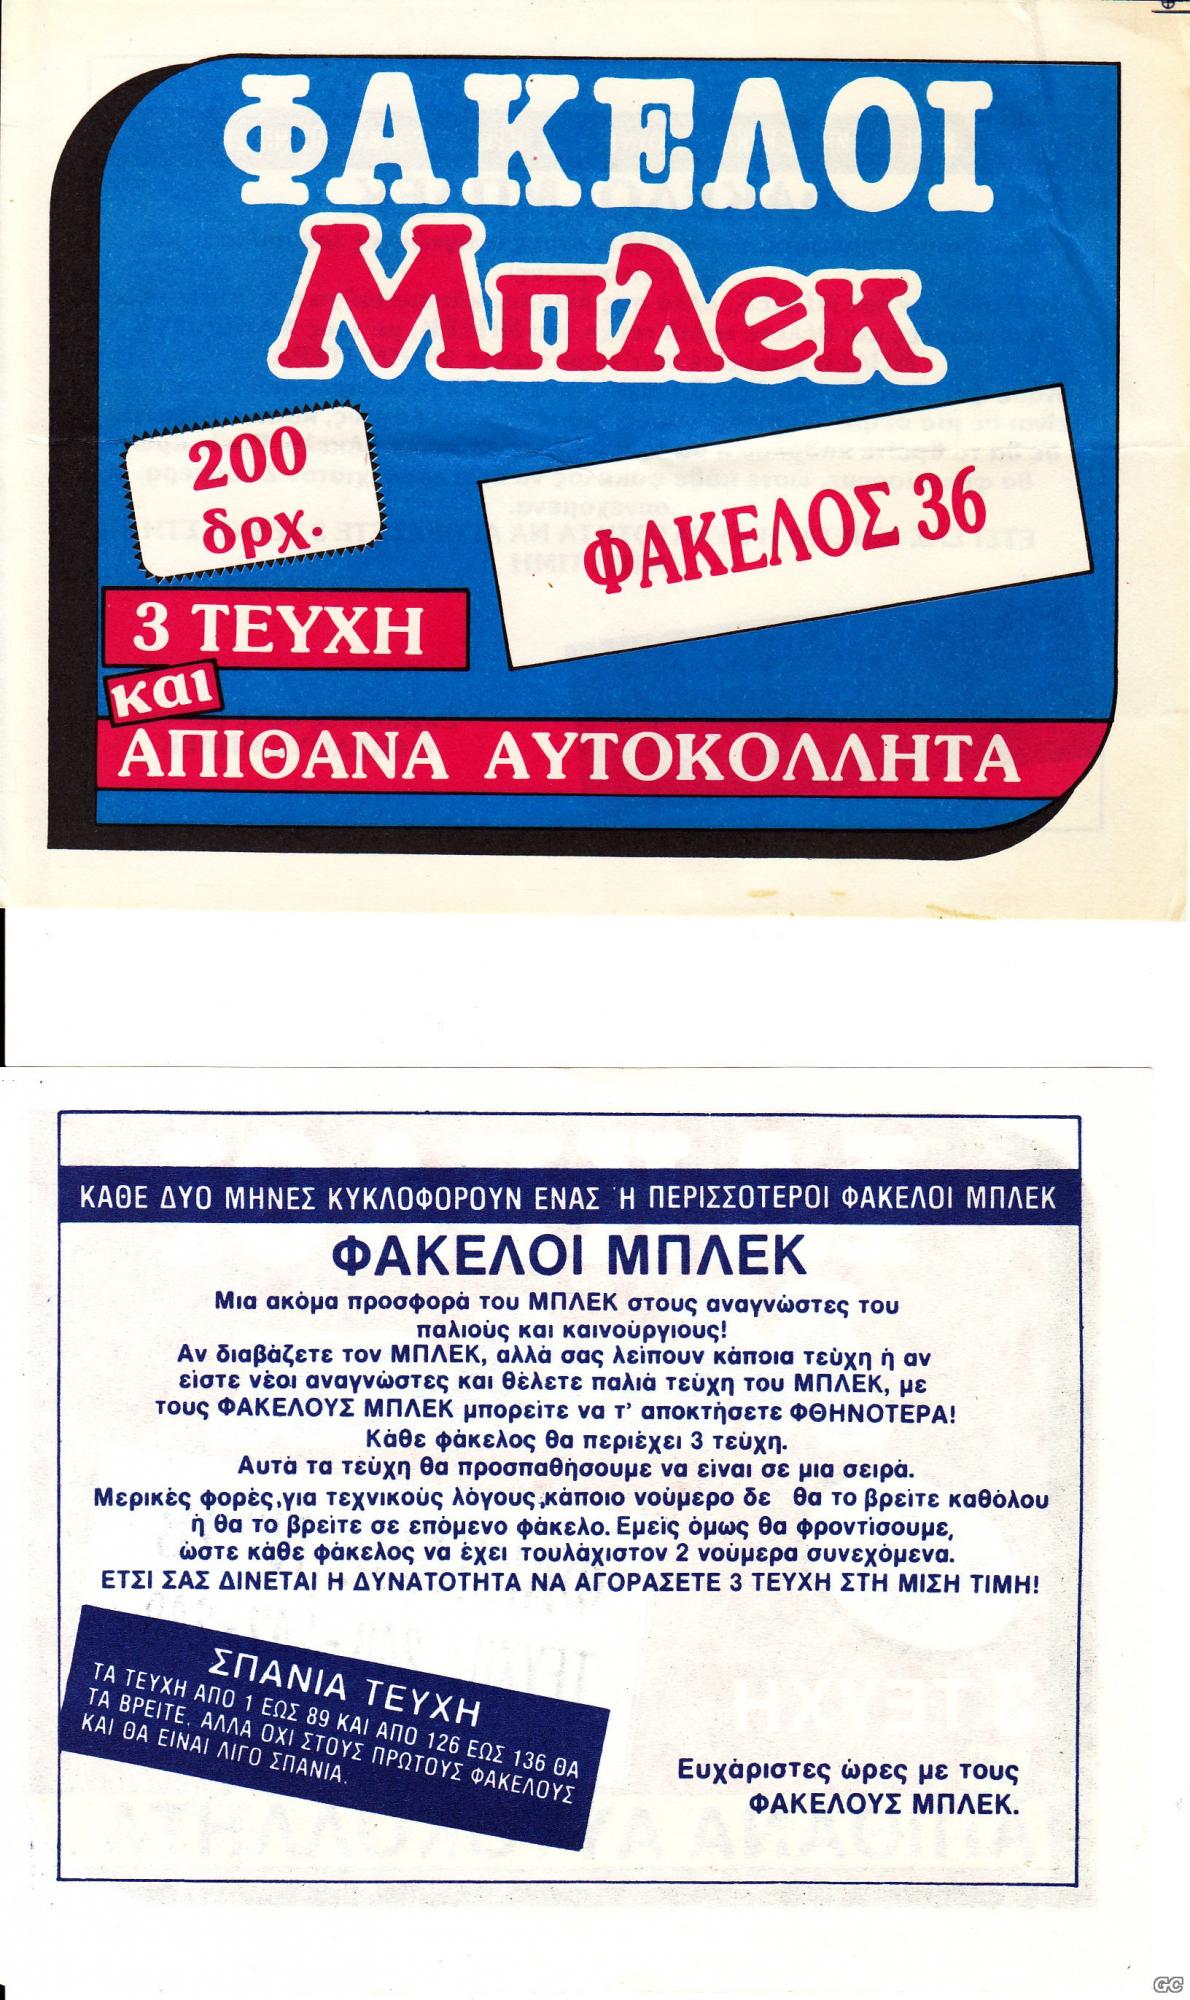 ΦΑΚΕΛΟΙ
Μπλεκ
200
δρχ.
ΦΑΚΕΛΟΣ 36
3 ΤΕΥΧΗ
και
ΑΠΙΘΑΝΑ ΑΥΤΟΚΟΛΛΗΤΑ
ΚΑΘΕ ΔΥΟ ΜΗΝΕΣ ΚΥΚΛΟΦΟΡΟΥΝ ΕΝΑΣ Ή ΠΕΡΙΣΣΟΤΕΡΟΙ ΦΑΚΕΛΟΙ ΜΠΛΕΚ
ΦΑΚΕΛΟΙ ΜΠΛΕΚ
Μια ακόμα προσφορά του ΜΠΛΕΚ στους αναγνώστες του
παλιούς και καινούργιους!
Αν διαβάζετε τον ΜΠΛΕΚ, αλλά σας λείπουν κάποια τεύχη ή αν
είστε νέοι αναγνώστες και θέλετε παλιά τεύχη του ΜΠΛΕΚ, με
τους ΦΑΚΕΛΟΥΣ ΜΠΛΕΚ μπορείτε να τ' αποκτήσετε ΦΘΗΝΟΤΕΡΑ!
Κάθε φάκελος θα περιέχει 3 τεύχη.
Αυτά τα τεύχη θα προσπαθήσουμε να είναι σε μια σειρά.
Μερικές φορές, για τεχνικούς λόγους, κάποιο νούμερο δε θα το βρείτε καθόλου
ή θα το βρείτε σε επόμενο φάκελο. Εμείς όμως θα φροντίσουμε,
ώστε κάθε φάκελος να έχει τουλάχιστον 2 νούμερα συνεχόμενα.
ΕΤΣΙ ΣΑΣ ΔΙΝΕΤΑΙ Η ΔΥΝΑΤΟΤΗΤΑ ΝΑ ΑΓΟΡΑΣΕΤΕ 3 ΤΕΥΧΗ ΣΤΗ ΜΙΣΗ ΤΙΜΗ!
ΣΠΑΝΙΑ ΤΕΥΧΗ
ΤΑ ΤΕΥΧΗ ΑΠΟ 1 ΕΩΣ 89 ΚΑΙ ΑΠΟ 126 ΕΩΣ 136 ΘΑ
ΤΑ ΒΡΕΙΤΕ, ΑΛΛΑ ΟΧΙ ΣΤΟΥΣ ΠΡΩΤΟΥΣ ΦΑΚΕΛΟΥΣ
ΚΑΙ ΘΑ ΕΙΝΑΙ ΛΙΓΟ ΣΠΑΝΙΑ.
Ευχάριστες ώρες με τους
ΦΑΚΕΛΟΥΣ ΜΠΛΕΚ.
GC